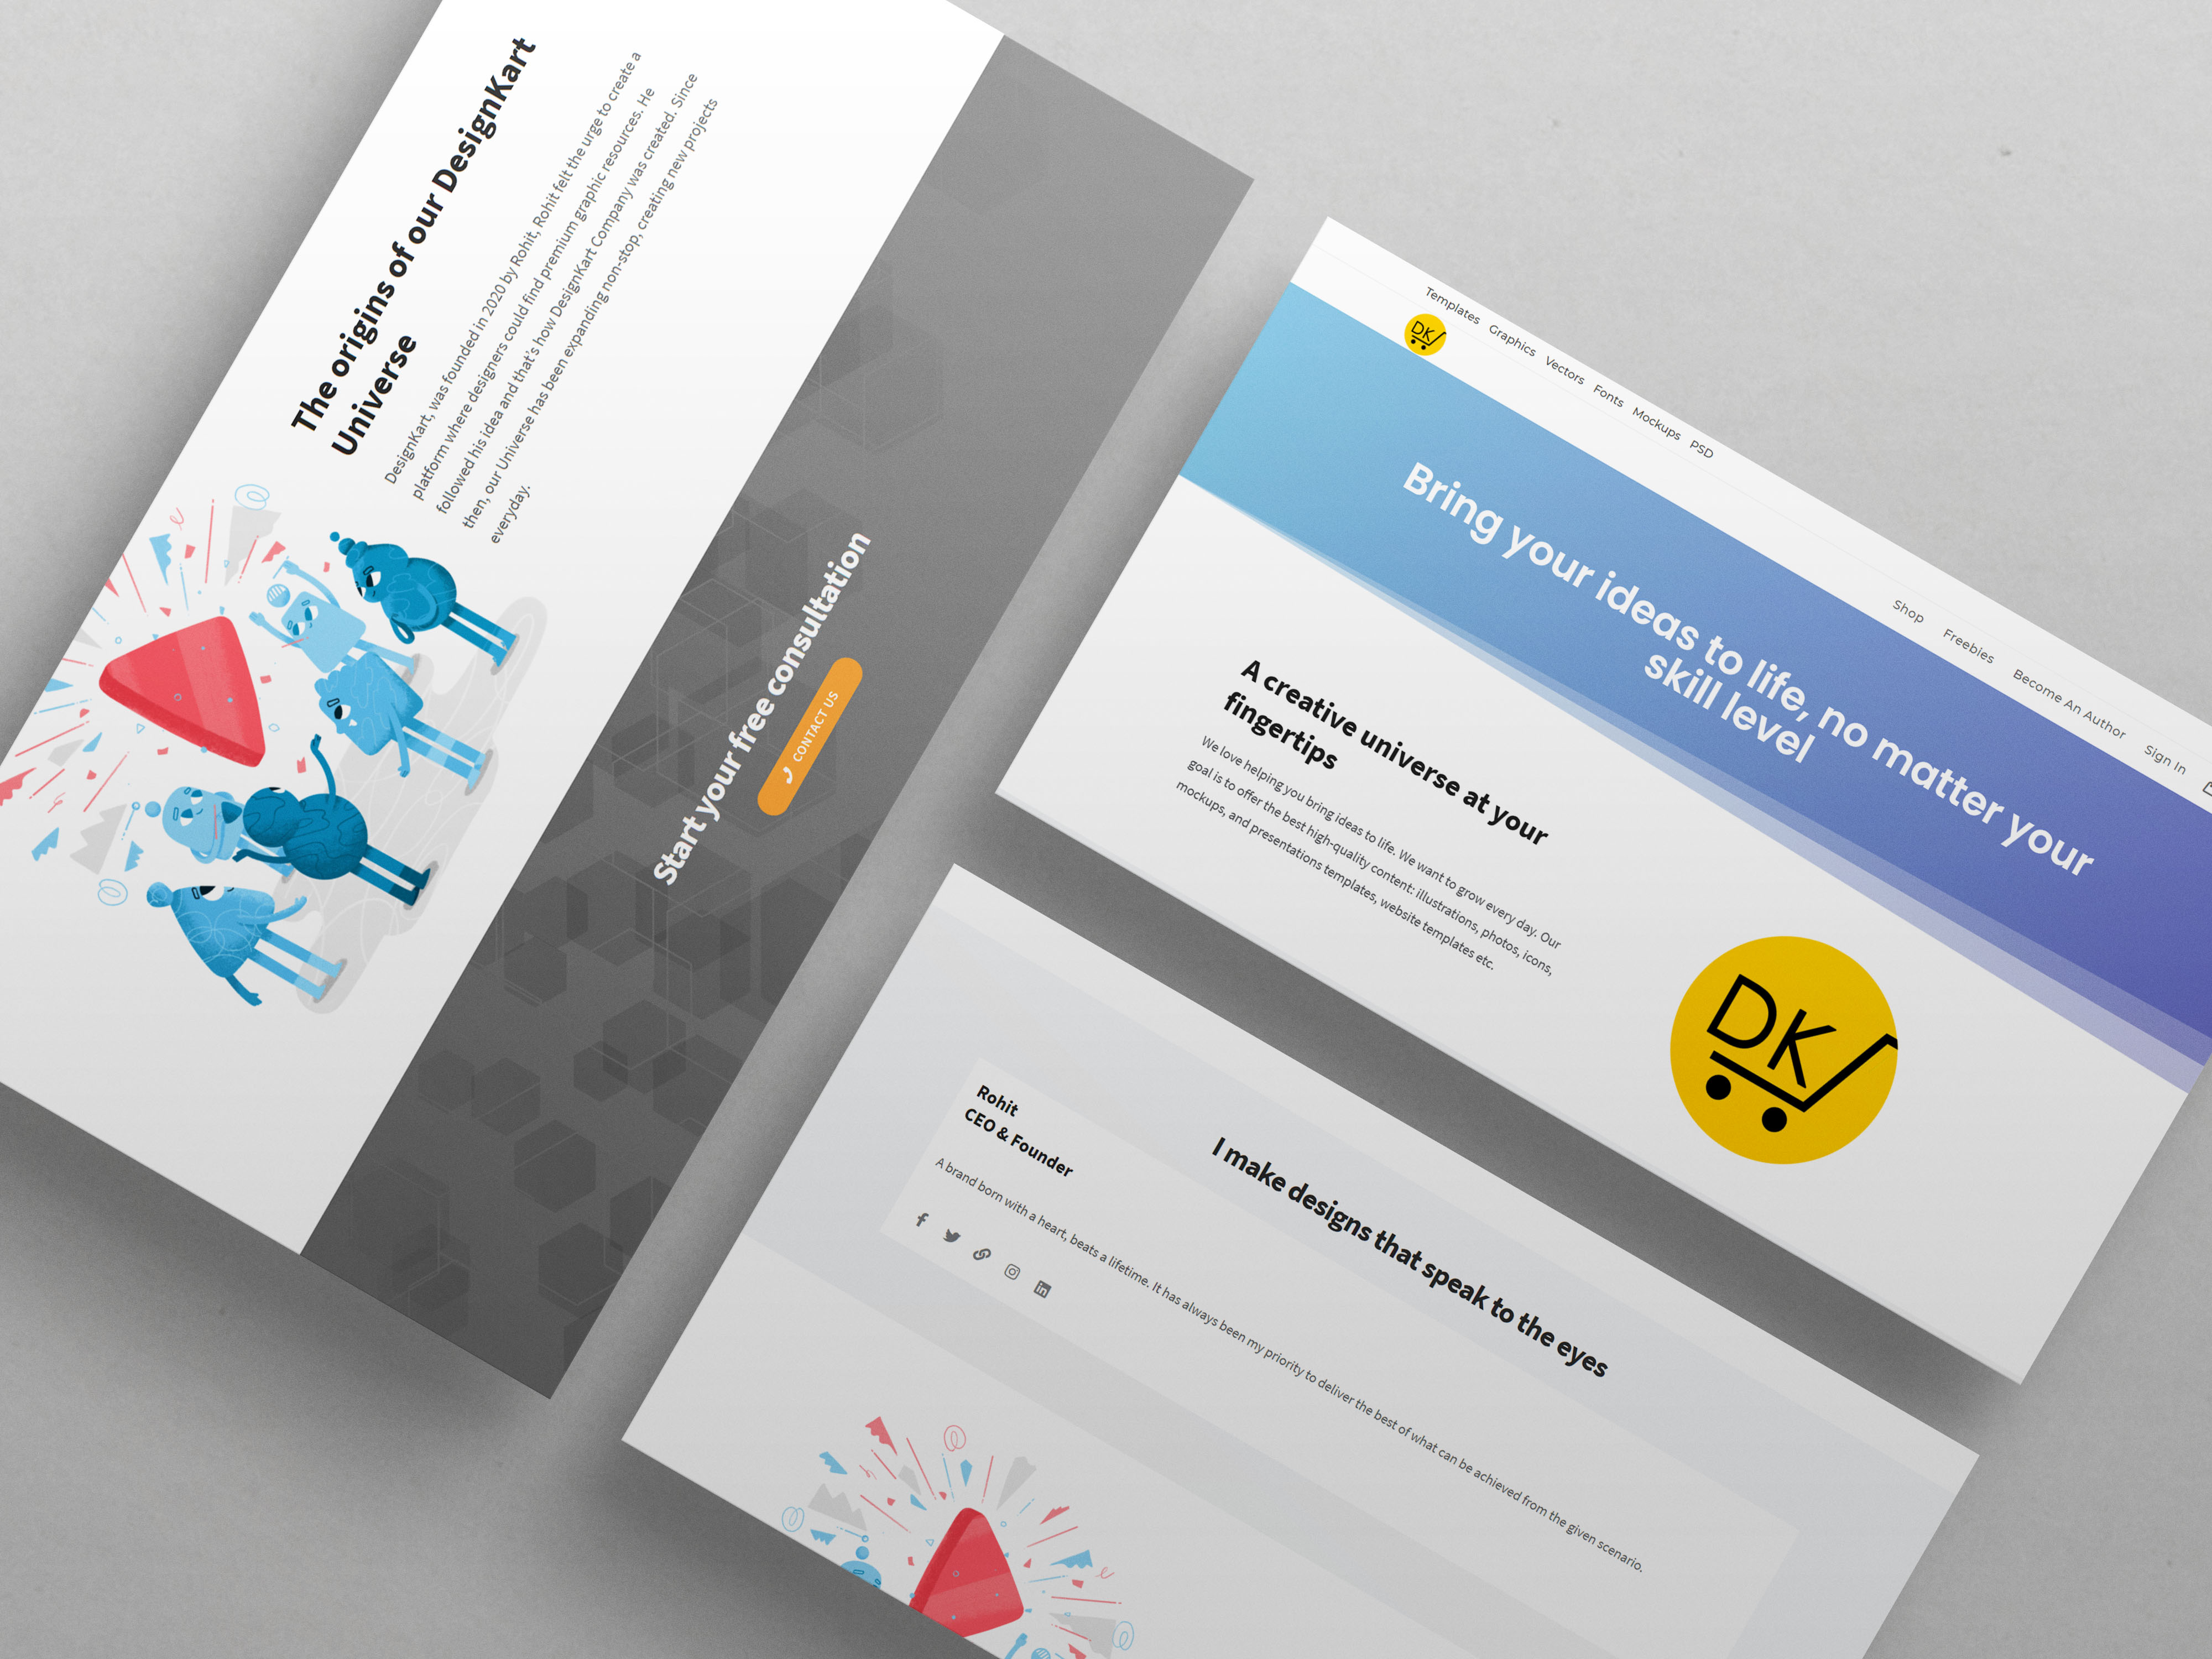 The origins of our DesignKart
Universe
DesignKart, was founded in 2020 by Rohit, Rohit felt the urge to create a
platform where designers could find premium graphic resources. He
followed his idea and that's how DesignKart Company was created. Since
then, our Universe has been expanding non-stop, creating new projects
everyday.
Start your free consultation
CONTACT US
Templates Graphics Vectors Fonts Mockups PSD
DK
Shop Freebies Become An Author Sign In
Bring your ideas to life, no matter your
skill level
A creative universe at your
fingertips
We love helping you bring ideas to life. We want to grow every day. Our
goal is to offer the best high-quality content: illustrations, photos, icons,
mockups, and presentations templates, website templates etc.
DK
I make designs that speak to the eyes
Rohit
CEO & Founder
A brand born with a heart, beats a lifetime. It has always been my priority to deliver the best of what can be achieved from the given scenario.